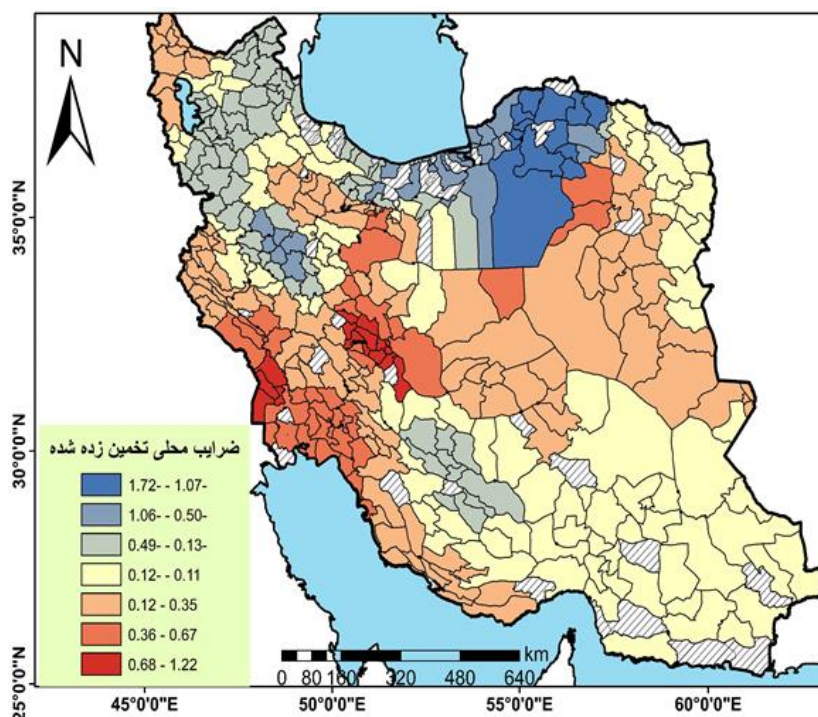 N
35°0'0"N
30°0'0"N
25°0'0"N
ضرایب محلی تخمین زده شده
1.72- - 1.07-
1.06- - 0.50-
0.49- - 0.13-
0.12- - 0.11
0.12 - 0.35
0.36 - 0.67
0.68 - 1.22
km
0 80 160 320 480 640
45°0'0"E 50°0'0"E 55°0'0"E 60°0'0"E